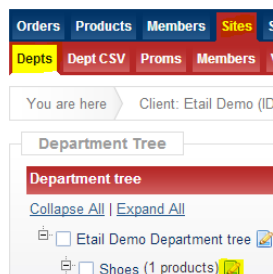 Orders Products Members Sites S
Depts Dept CSV Proms Members
You are here Client: Etail Demo (ID
Department Tree
Department tree
Collapse All | Expand All
Etail Demo Department tree
Shoes (1 products)